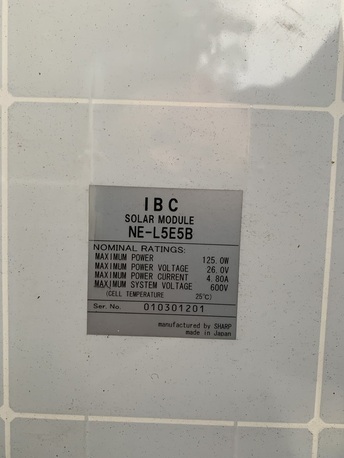 IBC
SOLAR MODULE
NE-L5E5B
NOMINAL RATINGS:
MAXIMUM POWER 125.0W
MAXIMUM POWER VOLTAGE 26.0V
MAXIMUM POWER CURRENT 4.80A
MAXIMUM SYSTEM VOLTAGE 600V
(CELL TEMPERATURE 25℃)
Ser. No. 010301201
manufactured by SHARP
made in Japan